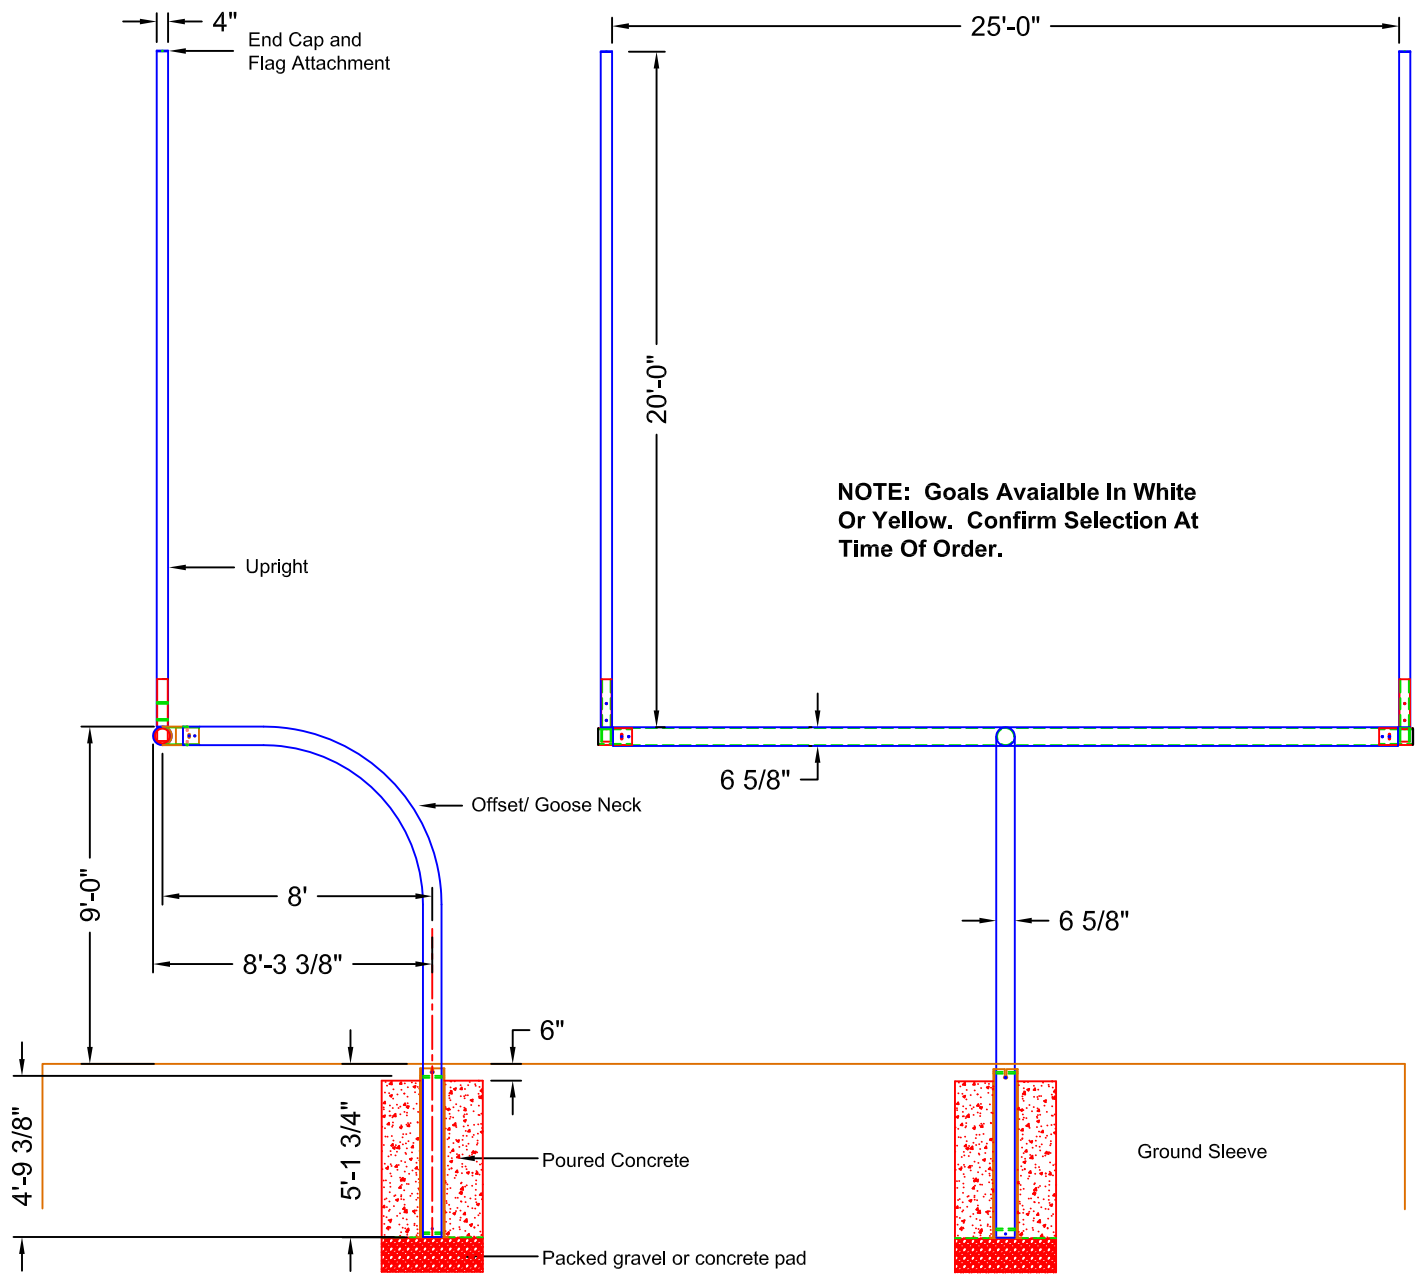 4"
End Cap and
Flag Attachment
25'-0"
20'-0"
NOTE:  Goals Avaialble In White
Or Yellow.  Confirm Selection At
Time Of Order.
Upright
6 5/8"
Offset/ Goose Neck
9'-0"
8'
6 5/8"
8'-3 3/8"
6"
4'-9 3/8"
5'-1 3/4"
Poured Concrete
Ground Sleeve
Packed gravel or concrete pad